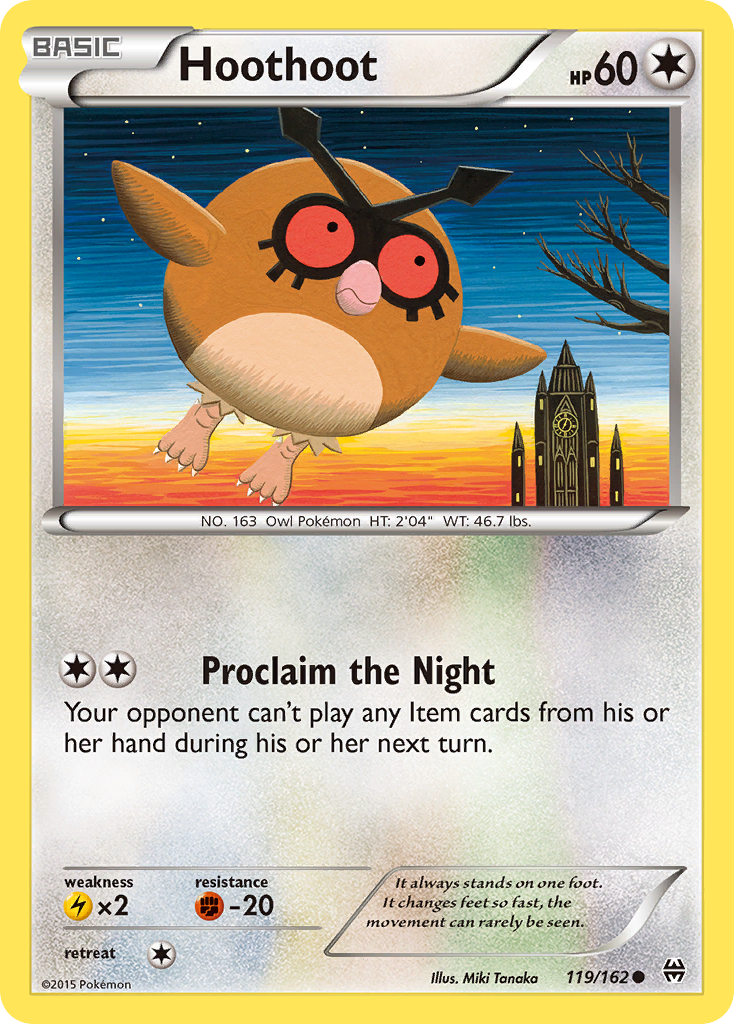 BASIC
Hoothoot
HP60
NO. 163 Owl Pokémon HT: 2'04" WT: 46.7 lbs.
Proclaim the Night
Your opponent can't play any Item cards from his or
her hand during his or her next turn.
weakness
×2
resistance
-20
retreat
It always stands on one foot.
It changes feet so fast, the
movement can rarely be seen.
©2015 Pokémon
Illus. Miki Tanaka
119/162